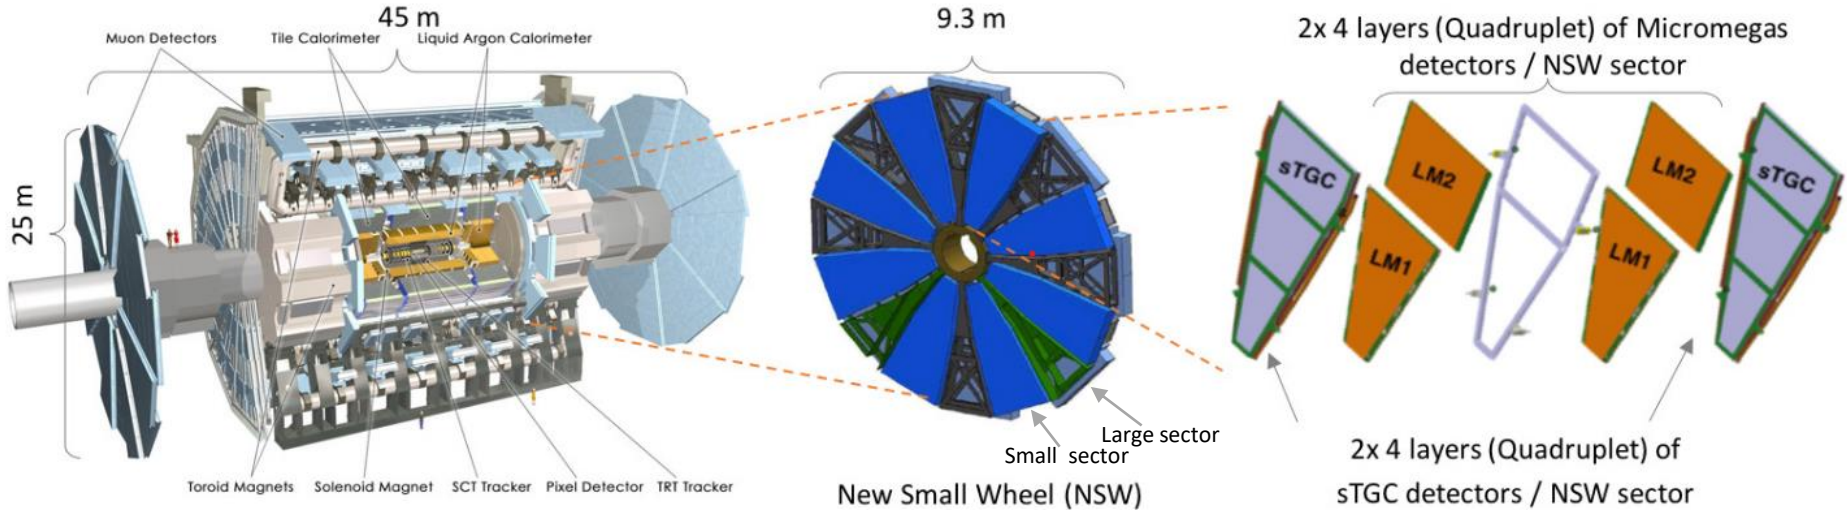 45 m
9.3 m
2x 4 layers (Quadruplet) of Micromegas
detectors / NSW sector
Muon Detectors
Tile Calorimeter
Liquid Argon Calorimeter
25 m
sTGC
LM2
LM1
LM2
LM1
sTGC
Large sector
Small sector
Toroid Magnets
Solenoid Magnet
SCT Tracker
Pixel Detector
TRT Tracker
New Small Wheel (NSW)
2x 4 layers (Quadruplet) of
sTGC detectors / NSW sector